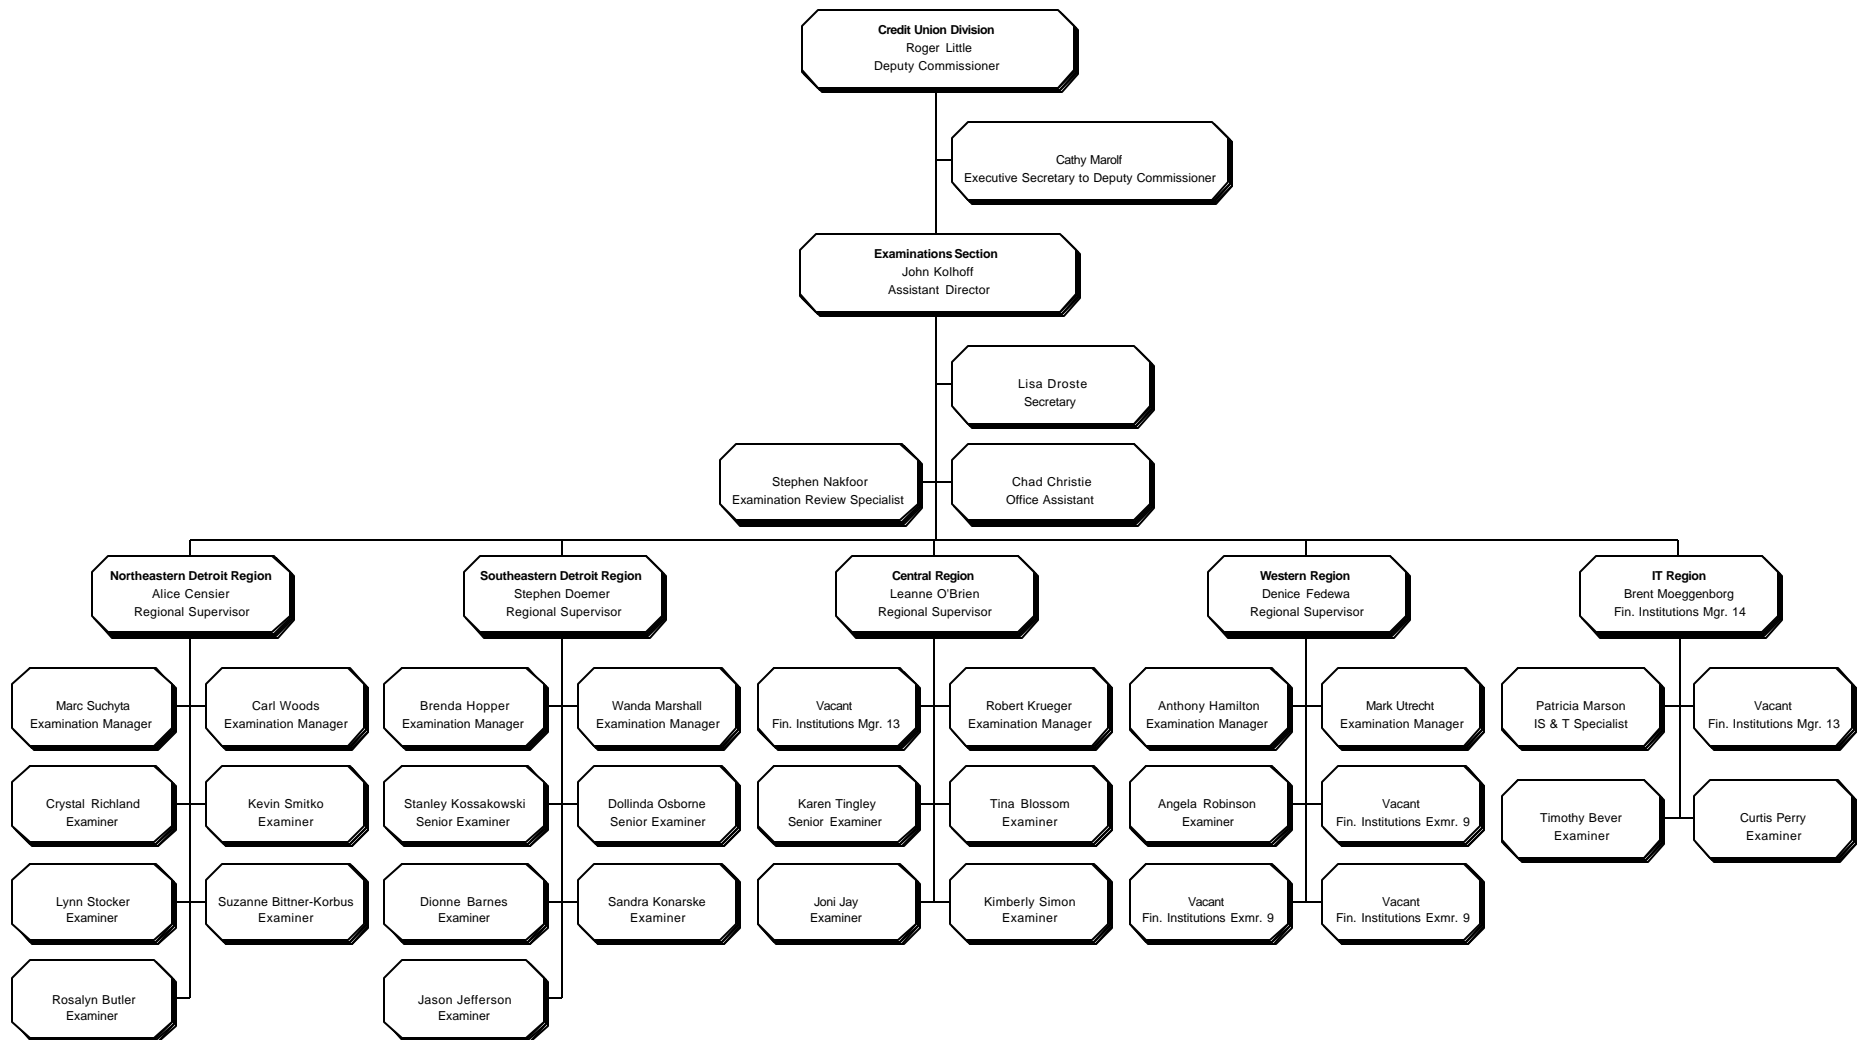 Credit Union Division
Roger Little
Deputy Commissioner
Cathy Marolf
Executive Secretary to Deputy Commissioner
Examinations Section
John Kolhoff
Assistant Director
Lisa Droste
Secretary
Stephen Nakfoor
Examination Review Specialist
Chad Christie
Office Assistant
Northeastern Detroit Region
Alice Censier
Regional Supervisor
Southeastern Detroit Region
Stephen Doemer
Regional Supervisor
Central Region
Leanne O'Brien
Regional Supervisor
Western Region
Denice Fedewa
Regional Supervisor
IT Region
Brent Moeggenborg
Fin. Institutions Mgr. 14
Marc Suchyta
Examination Manager
Carl Woods
Examination Manager
Brenda Hopper
Examination Manager
Wanda Marshall
Examination Manager
Vacant
Fin. Institutions Mgr. 13
Robert Krueger
Examination Manager
Anthony Hamilton
Examination Manager
Mark Utrecht
Examination Manager
Patricia Marson
IS & T Specialist
Vacant
Fin. Institutions Mgr. 13
Crystal Richland
Examiner
Kevin Smitko
Examiner
Stanley Kossakowski
Senior Examiner
Dollinda Osborne
Senior Examiner
Karen Tingley
Senior Examiner
Tina Blossom
Examiner
Angela Robinson
Examiner
Vacant
Fin. Institutions Exmr. 9
Timothy Bever
Examiner
Curtis Perry
Examiner
Lynn Stocker
Examiner
Suzanne Bittner-Korbus
Examiner
Dionne Barnes
Examiner
Sandra Konarske
Examiner
Joni Jay
Examiner
Kimberly Simon
Examiner
Vacant
Fin. Institutions Exmr. 9
Vacant
Fin. Institutions Exmr. 9
Rosalyn Butler
Examiner
Jason Jefferson
Examiner